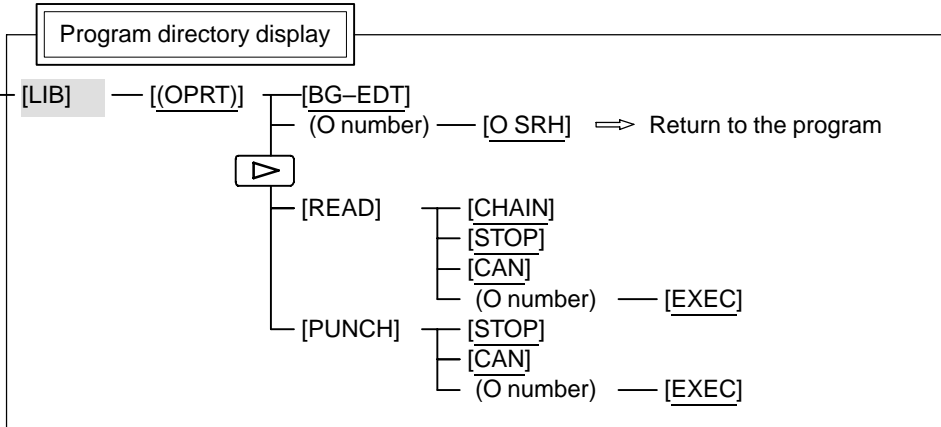 Program directory display
[LIB] [(OPRT)] [BG–EDT]
(O number) [O SRH] Return to the program
[READ] [CHAIN]
[STOP]
[CAN]
(O number) [EXEC]
[PUNCH] [STOP]
[CAN]
(O number) [EXEC]